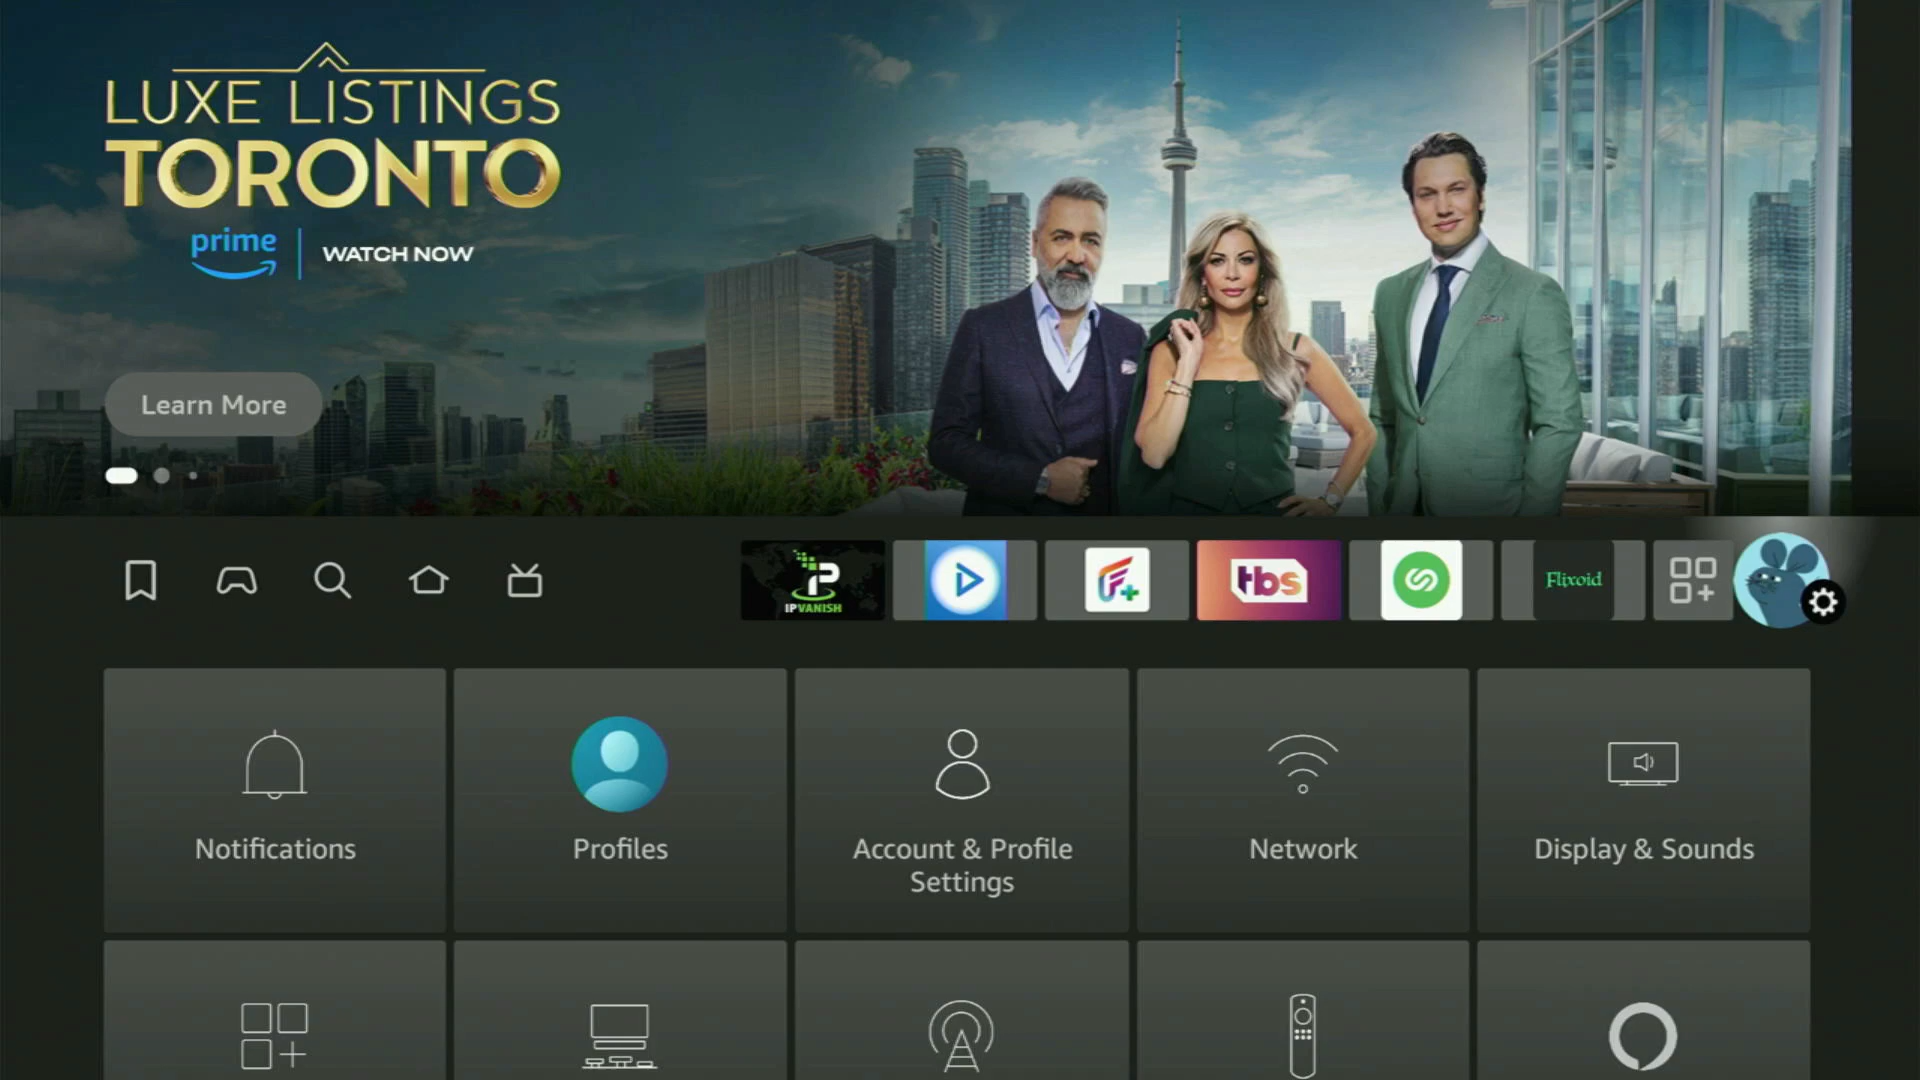 LUXE LISTINGS
TORONTO
prime
WATCH NOW
Learn More
IPVANISH
tbs
Flixoid
Notifications
Profiles
Account & Profile
Settings
Network
Display & Sounds